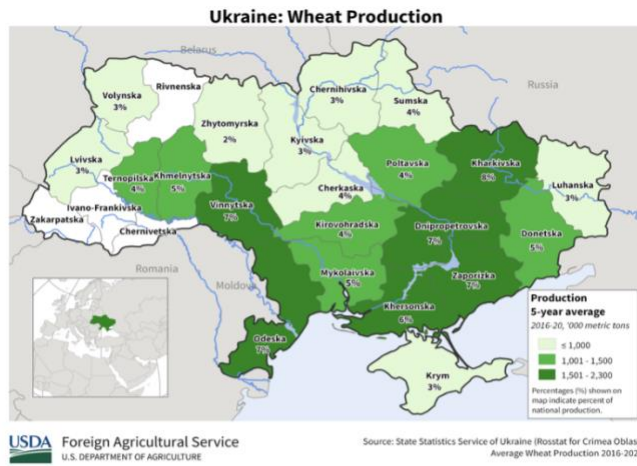 Ukraine: Wheat Production
Belarus
Russia
Volynska
3%
Rivnenska
Chernihivska
3%
Sumska
4%
Zhytomyrska
2%
Kyivska
3%
Lvivska
3%
Ternopilska
4%
Khmelnytska
5%
Poltavska
4%
Kharkivska
8%
Luhanska
3%
Cherkaska
4%
Ivano-Frankivska
Zakarpatska
Chernivetska
Vinnytska
7%
Kirovohradska
4%
Dnipropetrovska
7%
Donetska
5%
Mykolaivska
5%
Zaporizka
7%
Khersonska
6%
Romania
Moldova
Odeska
7%
Krym
3%
Production
5-year average
2016-20, '000 metric tons
≤ 1,000
1,001 - 1,500
1,501 - 2,300
Percentages (%) shown on
map indicate percent of
national production.
USDA Foreign Agricultural Service
U.S. DEPARTMENT OF AGRICULTURE
Source: State Statistics Service of Ukraine (Rosstat for Crimea Oblas
Average Wheat Production 2016-202